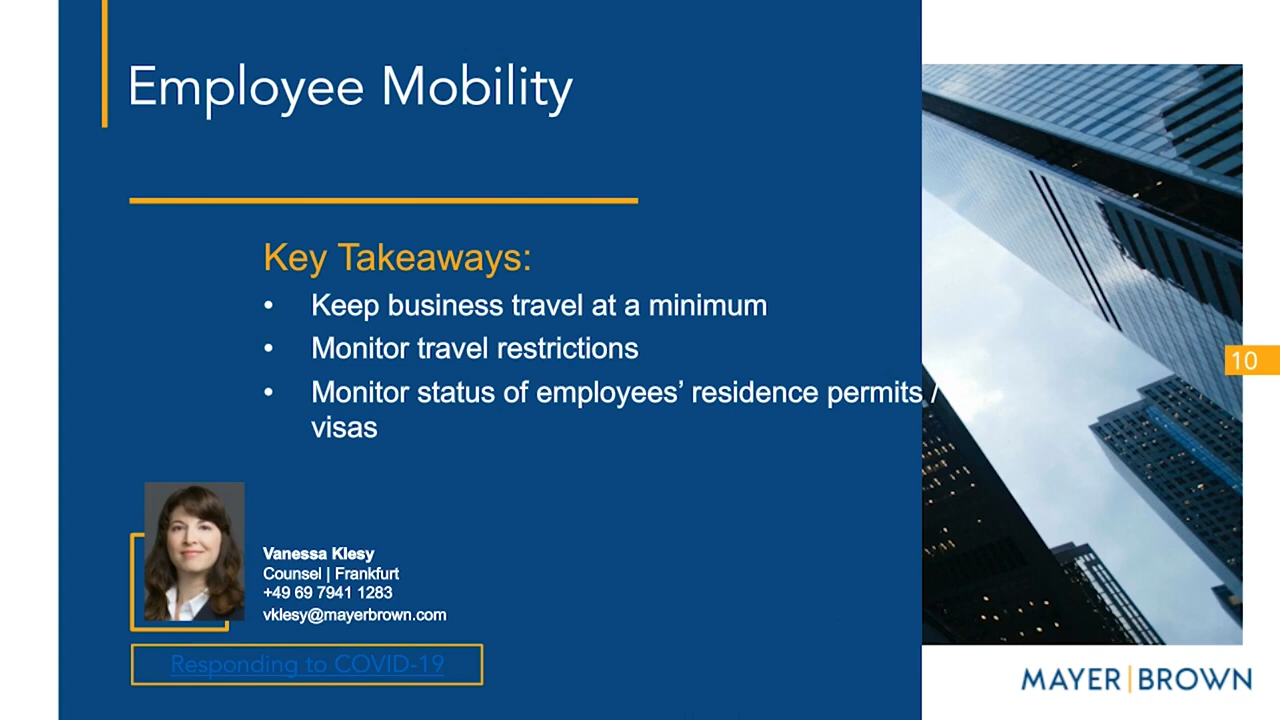 Employee Mobility
Key Takeaways:
• Keep business travel at a minimum
• Monitor travel restrictions
• Monitor status of employees’ residence permits /
visas
10
Vanessa Klesy
Counsel | Frankfurt
+49 69 7941 1283
vklesy@mayerbrown.com
Responding to COVID-19
MAYER|BROWN